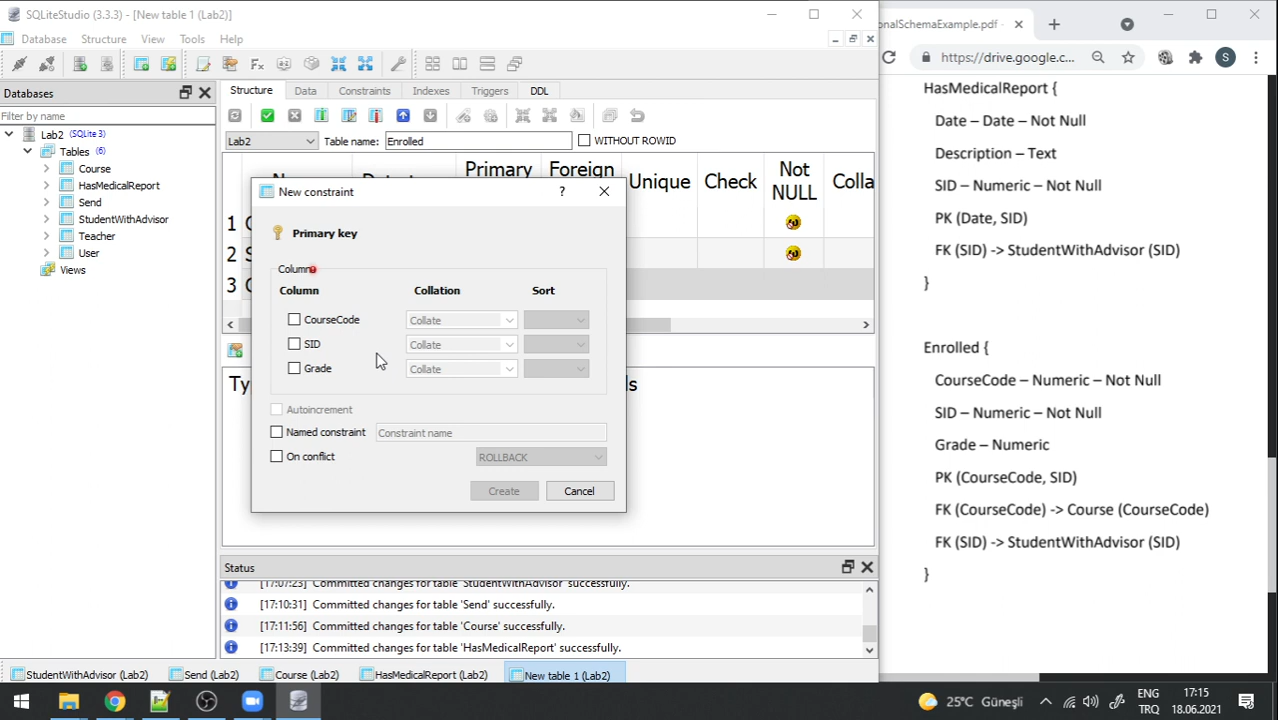 SQLiteStudio (3.3.3) - [New table 1 (Lab2)]
Database Structure View Tools Help
Databases
Filter by name
Lab2 (SQLite 3)
Tables (6)
Course
HasMedicalReport
Send
StudentWithAdvisor
Teacher
User
Views
Structure Data Constraints Indexes Triggers DDL
Lab2 Table name: Enrolled WITHOUT ROWID
Primary Foreign Unique Check Not NULL Colla
1
2
3
New constraint
Primary key
Column
Column Collation Sort
CourseCode Collate
SID Collate
Grade Collate
Autoincrement
Named constraint Constraint name
On conflict ROLLBACK
Create Cancel
Status
[17:07:23] Committed changes for table 'StudentWithAdvisor' successfully.
[17:10:31] Committed changes for table 'Send' successfully.
[17:11:56] Committed changes for table 'Course' successfully.
[17:13:39] Committed changes for table 'HasMedicalReport' successfully.
StudentWithAdvisor (Lab2) Send (Lab2) Course (Lab2) HasMedicalReport (Lab2) New table 1 (Lab2)
onalSchemaExample.pdf
https://drive.google.c...
S
HasMedicalReport {
Date – Date – Not Null
Description – Text
SID – Numeric – Not Null
PK (Date, SID)
FK (SID) -> StudentWithAdvisor (SID)
}
Enrolled {
CourseCode – Numeric – Not Null
SID – Numeric – Not Null
Grade – Numeric
PK (CourseCode, SID)
FK (CourseCode) -> Course (CourseCode)
FK (SID) -> StudentWithAdvisor (SID)
}
25°C Güneşli
ENG
TRQ
17:15
18.06.2021